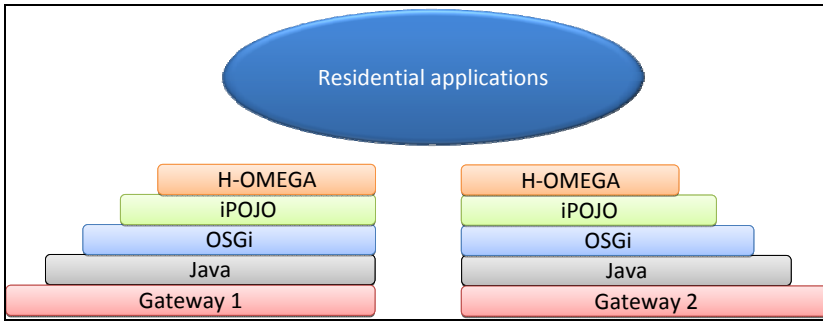 Residential applications
H-OMEGA
iPOJO
OSGi
Java
Gateway 1
H-OMEGA
iPOJO
OSGi
Java
Gateway 2